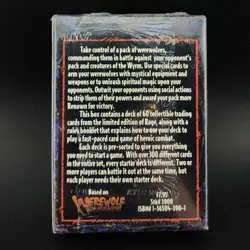 Take control of a pack of werewolves,
commanding them in battle against your opponent's
pack and creatures of the Wyrm. Use special cards to
arm your werewolves with mystical equipment and
weapons or to unleash spiritual magic upon your
opponents. Outwit your opponents using social actions
to strip them of their powers and award your pack more
Renown for victory.
This box contains a deck of 60 collectible trading
cards from the limited edition of Rage, along with a
rules booklet that explains how to use your deck to
play a fast-paced card game of heroic combat.
Each deck is pre-sorted to give you everything
you need to start a game. With over 300 different cards
in the entire set, every starter deck is different. Two or
more players can battle it out at the same time, but
each player needs their own starter deck.
Based on
WEREWOLF
Stk# 3900